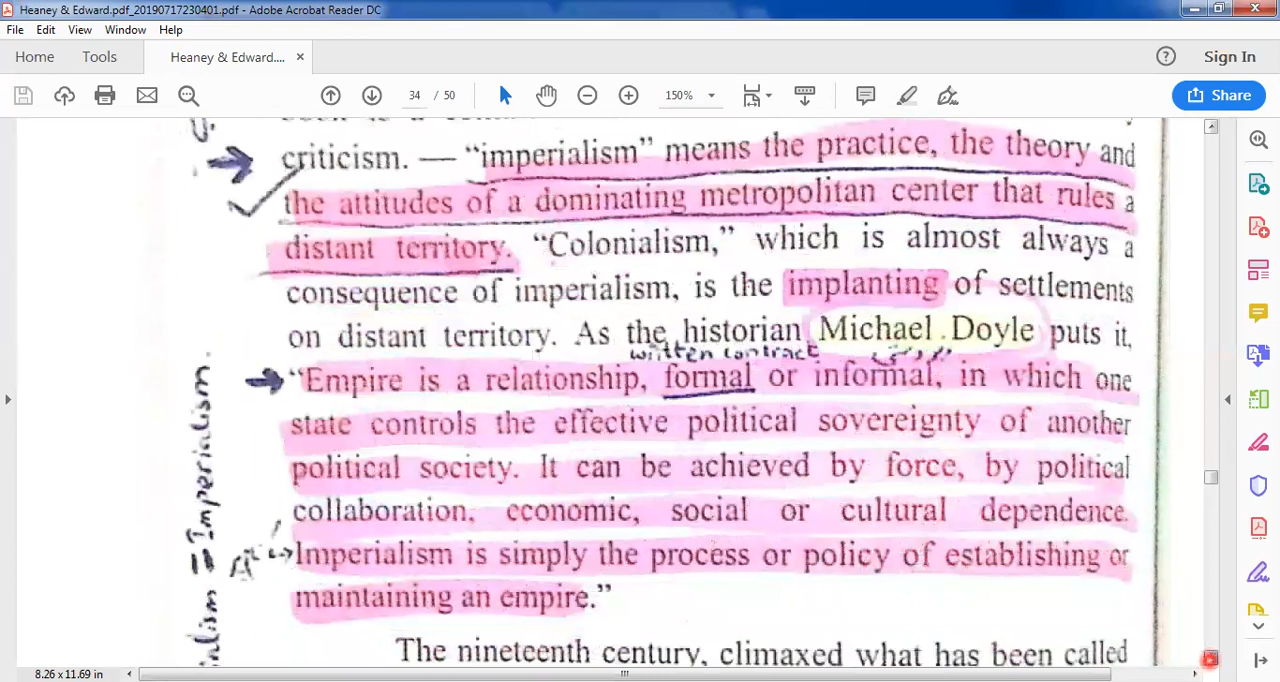 Heaney & Edward.pdf_20190717230401.pdf - Adobe Acrobat Reader DC
File Edit View Window Help
Home Tools Heaney & Edward.... × Sign In
34 / 50 150% Share
criticism. — “imperialism” means the practice, the theory and
the attitudes of a dominating metropolitan center that rules a
distant territory. “Colonialism,” which is almost always a
consequence of imperialism, is the implanting of settlements
on distant territory. As the historian Michael Doyle puts it,
written contract
“Empire is a relationship, formal or informal, in which one
state controls the effective political sovereignty of another
political society. It can be achieved by force, by political
collaboration, economic, social or cultural dependence.
Imperialism is simply the process or policy of establishing or
maintaining an empire.”
The nineteenth century, climaxed what has been called
ialism = Imperialism.
8.26 x 11.69 in